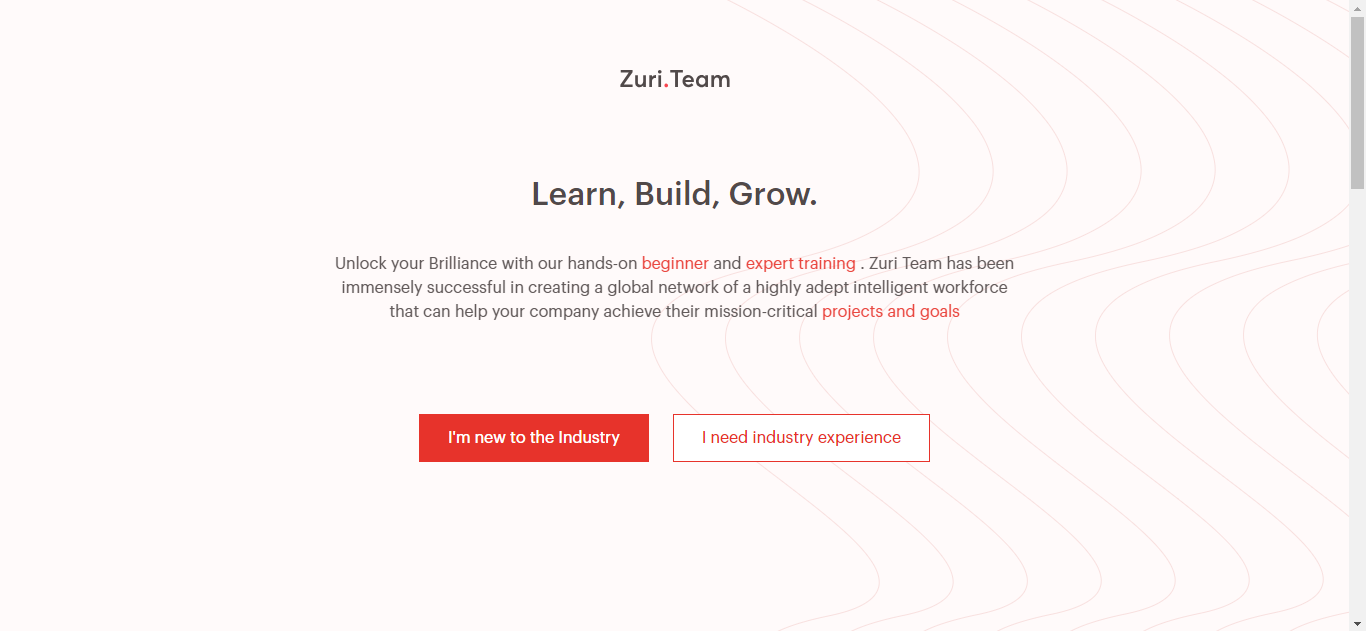 Zuri.Team
Learn, Build, Grow.
Unlock your Brilliance with our hands-on beginner and expert training . Zuri Team has been
immensely successful in creating a global network of a highly adept intelligent workforce
that can help your company achieve their mission-critical projects and goals
I'm new to the Industry
I need industry experience